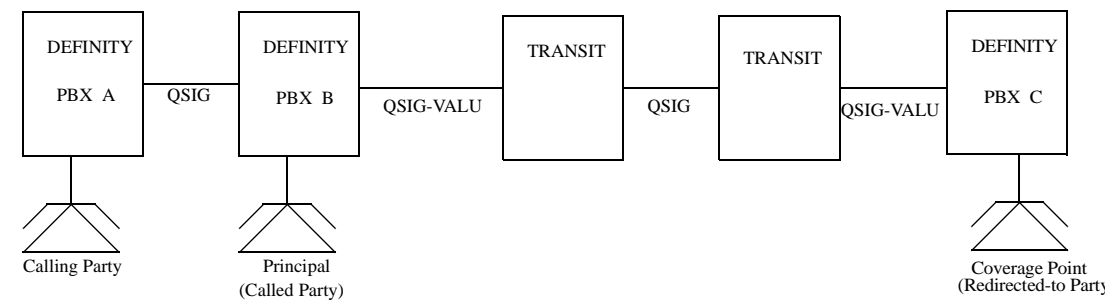 DEFINITY
PBX A
QSIG
DEFINITY
PBX B
QSIG-VALU
TRANSIT
QSIG
TRANSIT
QSIG-VALU
DEFINITY
PBX C
Calling Party
Principal
(Called Party)
Coverage Point
(Redirected-to Party